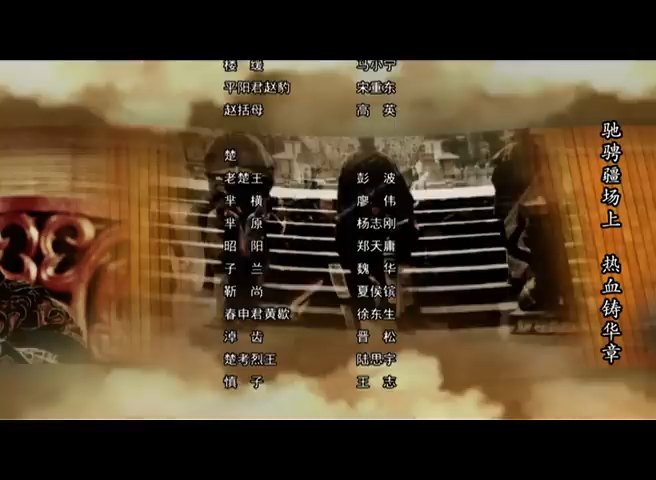 楼 缓 马小宁
平阳君赵豹 宋重东
赵括母 高 英
楚
老楚王 彭 波
芈 横 廖 伟
芈 原 杨志刚
昭 阳 郑天庸
子 兰 魏 华
靳 尚 夏侯镔
春申君黄歇 徐东生
淖 齿 晋 松
楚考烈王 陆思宇
慎 子 王 志
驰骋疆场上 热血铸华章